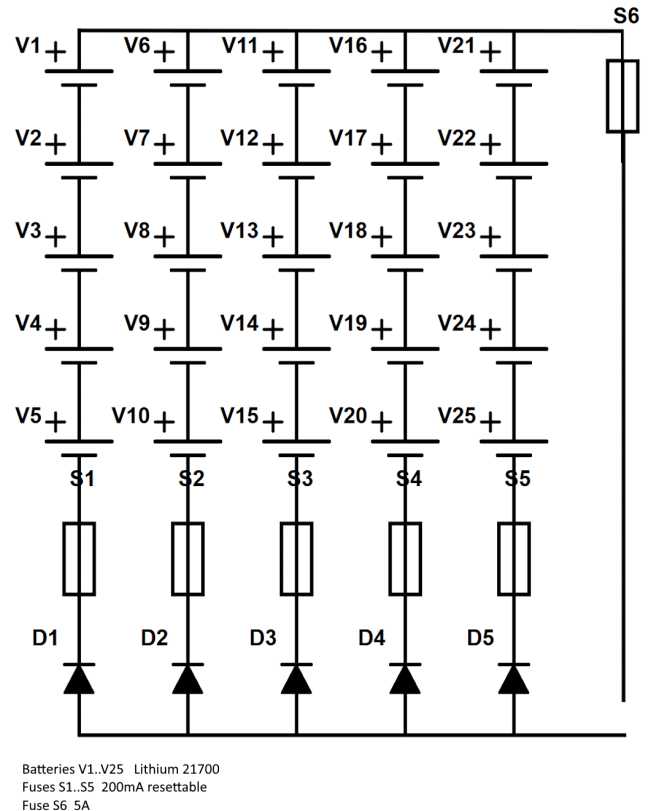 S6
V1 V6 V11 V16 V21
V2 V7 V12 V17 V22
V3 V8 V13 V18 V23
V4 V9 V14 V19 V24
V5 V10 V15 V20 V25
S1 S2 S3 S4 S5
D1 D2 D3 D4 D5
Batteries V1..V25 Lithium 21700
Fuses S1..S5 200mA resettable
Fuse S6 5A